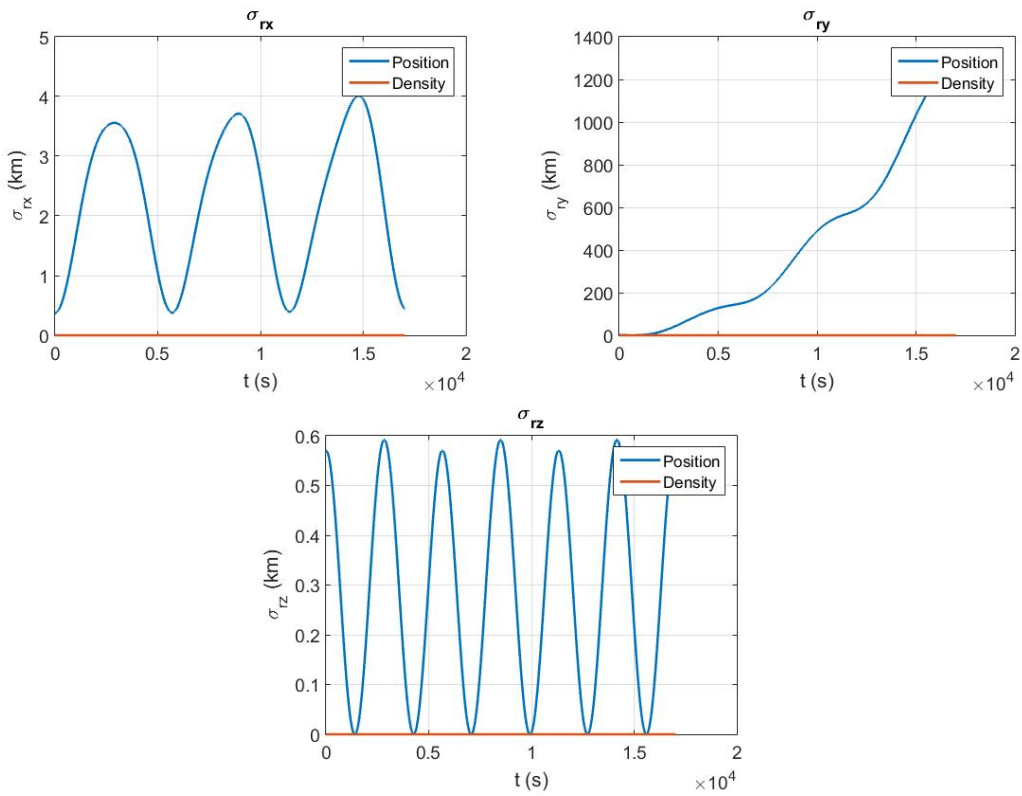 σrx
5
4
3
2
1
0
σrx (km)
0
0.5
1
1.5
2
t (s)
×10^4
Position
Density
σry
1400
1200
1000
800
600
400
200
0
σry (km)
0
0.5
1
1.5
2
t (s)
×10^4
Position
Density
σrz
0.6
0.5
0.4
0.3
0.2
0.1
0
σrz (km)
0
0.5
1
1.5
2
t (s)
×10^4
Position
Density